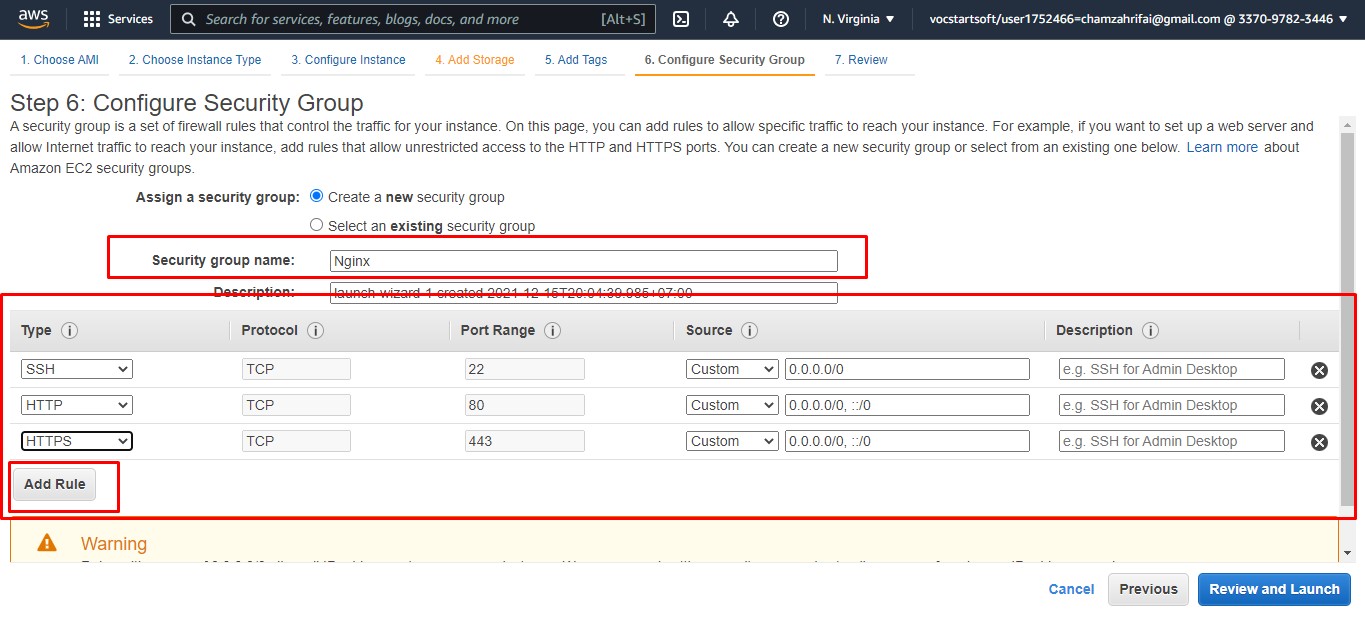 aws
Services
Search for services, features, blogs, docs, and more [Alt+S]
N. Virginia
vocstartsoft/user1752466=chamzahrifai@gmail.com @ 3370-9782-3446
1. Choose AMI 2. Choose Instance Type 3. Configure Instance 4. Add Storage 5. Add Tags 6. Configure Security Group 7. Review
Step 6: Configure Security Group
A security group is a set of firewall rules that control the traffic for your instance. On this page, you can add rules to allow specific traffic to reach your instance. For example, if you want to set up a web server and
allow Internet traffic to reach your instance, add rules that allow unrestricted access to the HTTP and HTTPS ports. You can create a new security group or select from an existing one below. Learn more about
Amazon EC2 security groups.
Assign a security group: Create a new security group
Select an existing security group
Security group name: Nginx
Description: launch-wizard-1 created 2021-12-15T20:04:39.985+07:00
Type Protocol Port Range Source Description
SSH TCP 22 Custom 0.0.0.0/0 e.g. SSH for Admin Desktop
HTTP TCP 80 Custom 0.0.0.0/0, ::/0 e.g. SSH for Admin Desktop
HTTPS TCP 443 Custom 0.0.0.0/0, ::/0 e.g. SSH for Admin Desktop
Add Rule
Warning
Cancel Previous Review and Launch